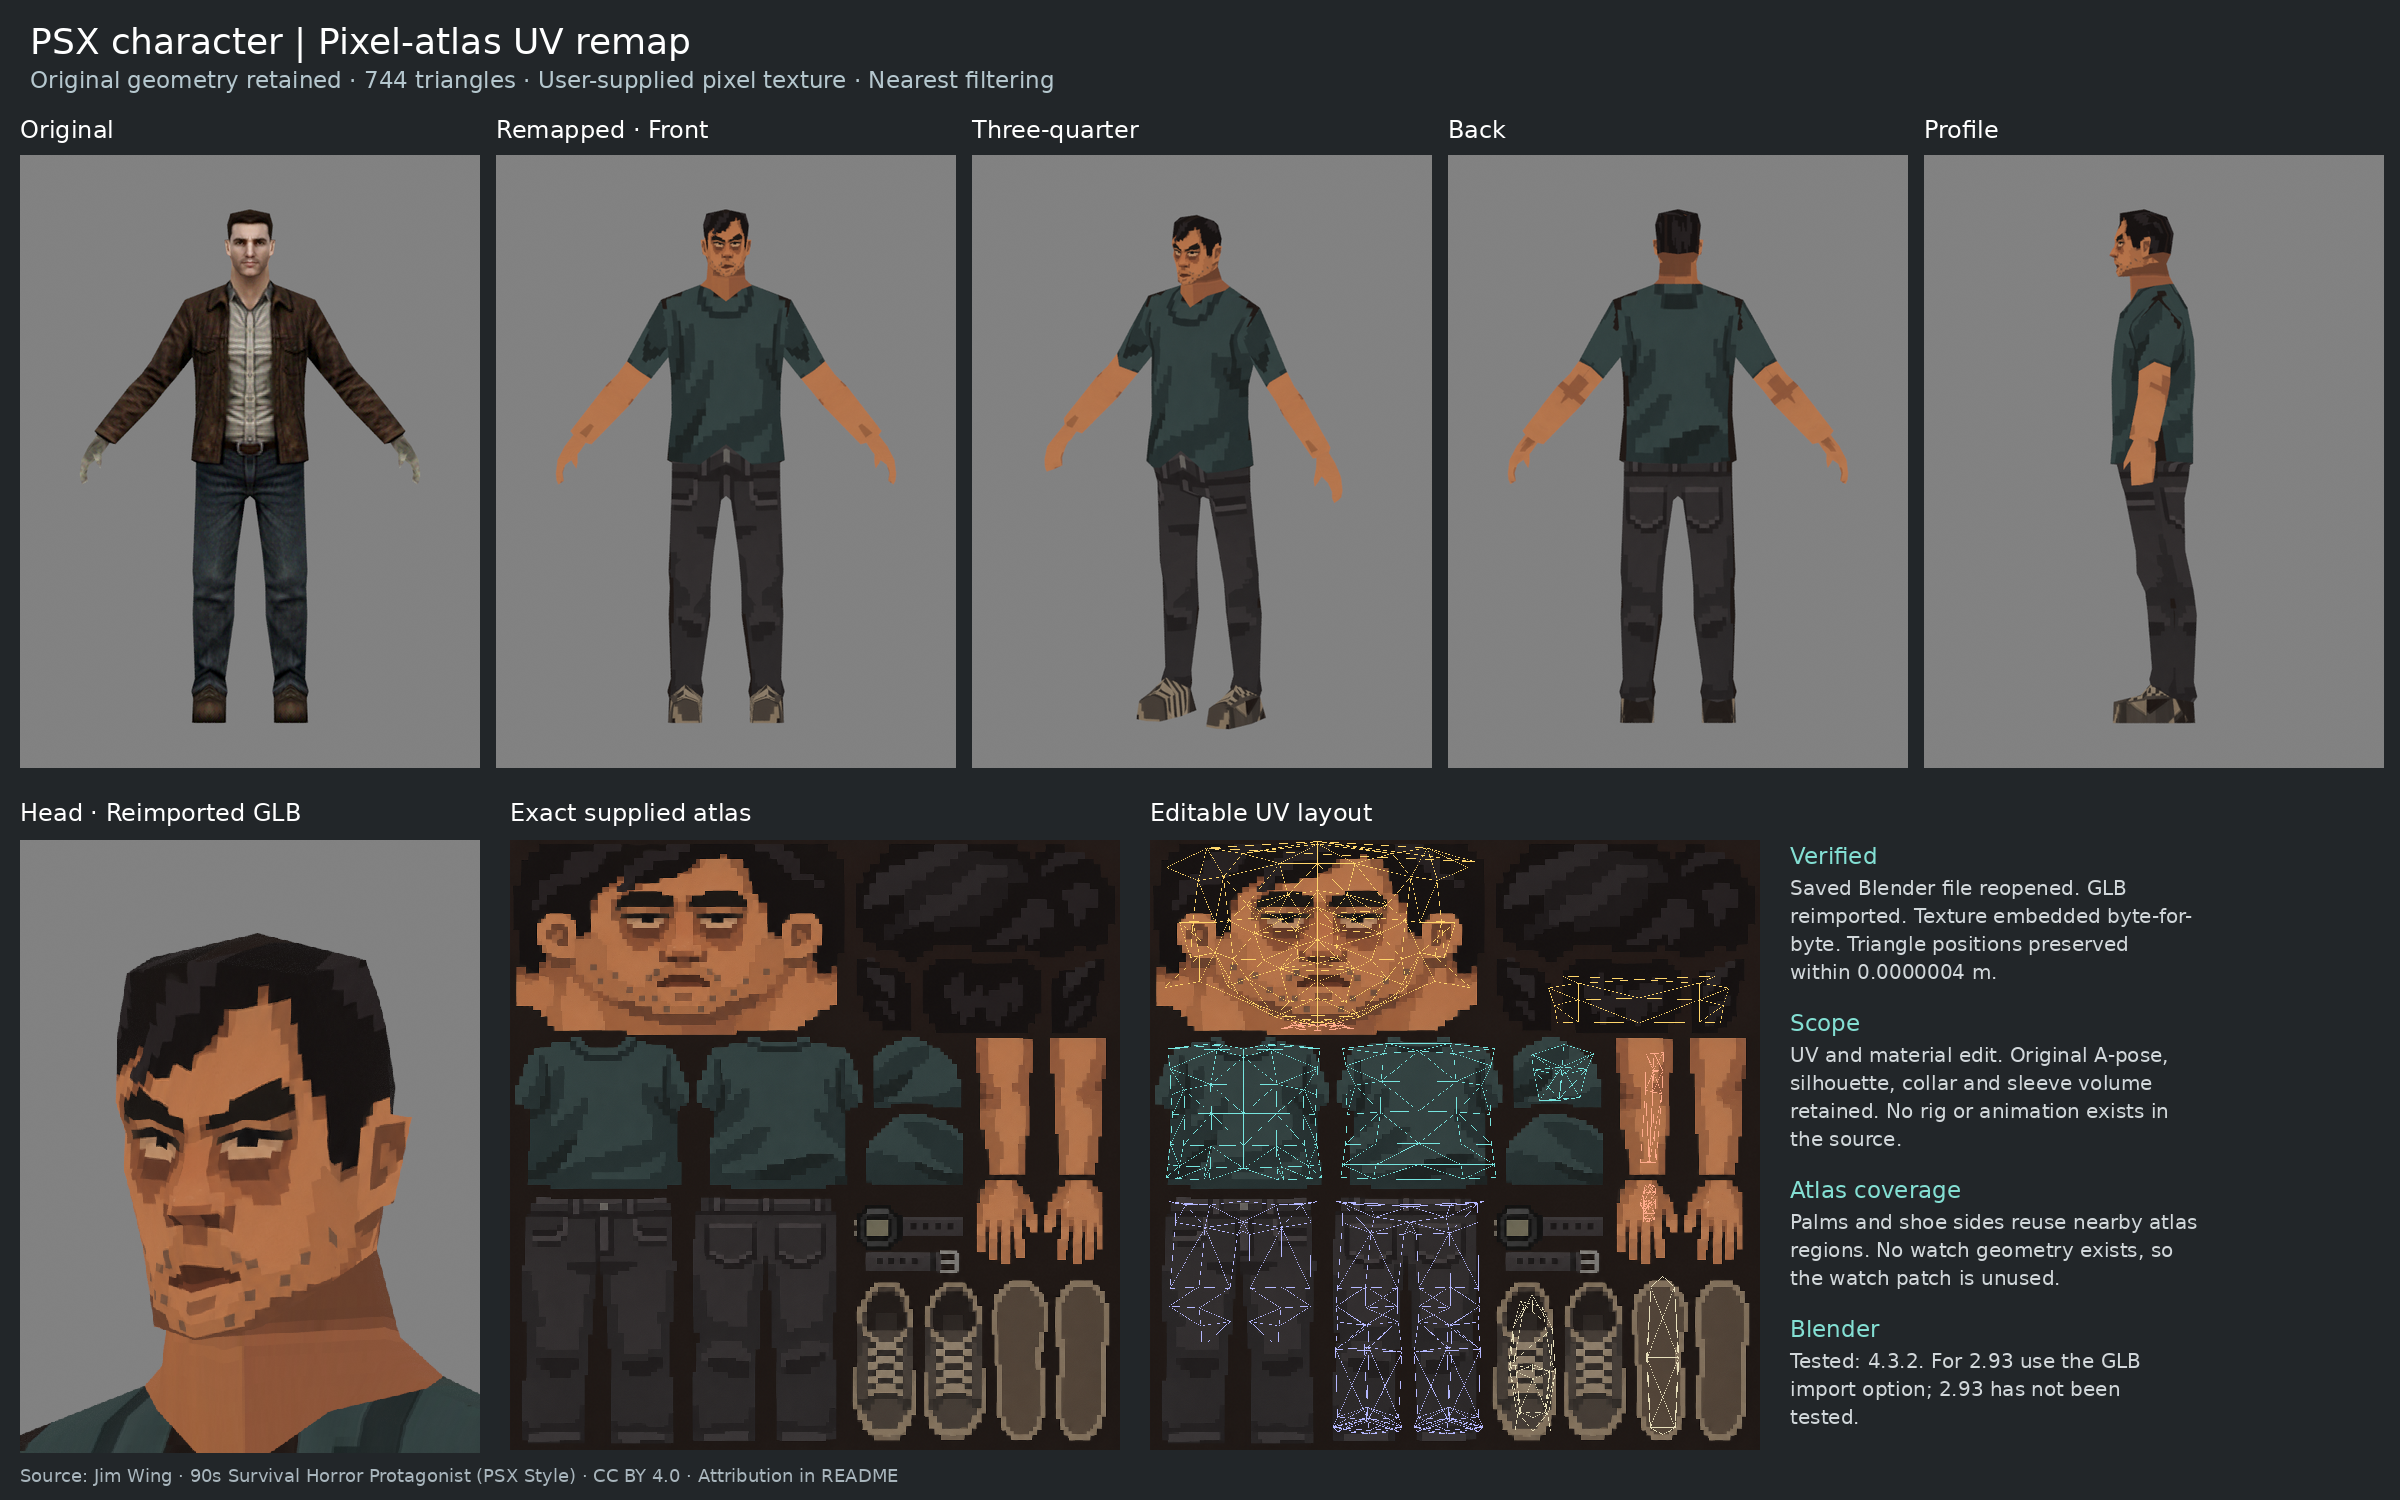 PSX character | Pixel-atlas UV remap
Original geometry retained · 744 triangles · User-supplied pixel texture · Nearest filtering
Original
Remapped · Front
Three-quarter
Back
Profile
Head · Reimported GLB
Exact supplied atlas
Editable UV layout
Verified
Saved Blender file reopened. GLB
reimported. Texture embedded byte-for-
byte. Triangle positions preserved
within 0.0000004 m.
Scope
UV and material edit. Original A-pose,
silhouette, collar and sleeve volume
retained. No rig or animation exists in
the source.
Atlas coverage
Palms and shoe sides reuse nearby atlas
regions. No watch geometry exists, so
the watch patch is unused.
Blender
Tested: 4.3.2. For 2.93 use the GLB
import option; 2.93 has not been
tested.
Source: Jim Wing · 90s Survival Horror Protagonist (PSX Style) · CC BY 4.0 · Attribution in README